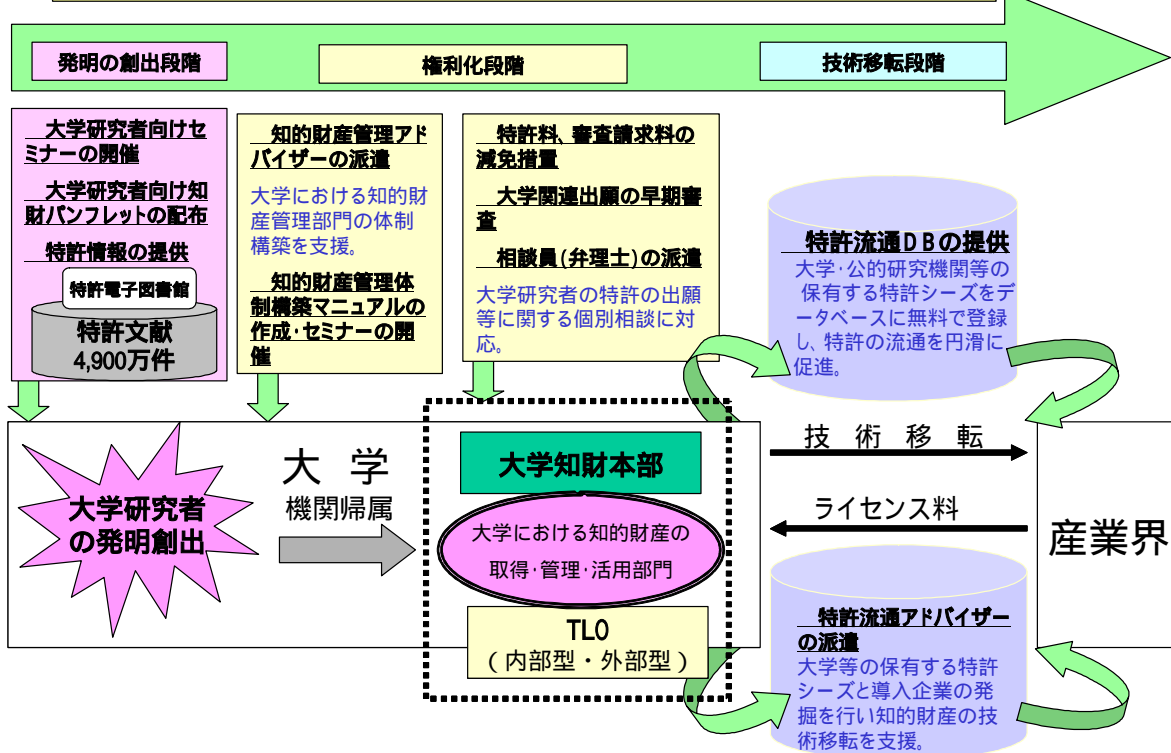 発明の創出段階
権利化段階
技術移転段階
大学研究者向けセ
ミナーの開催
大学研究者向け知
財パンフレットの配布
特許情報の提供
特許電子図書館
特許文献
4,900万件
知的財産管理アド
バイザーの派遣
大学における知的財
産管理部門の体制
構築を支援。
知的財産管理体
制構築マニュアルの
作成・セミナーの開
催
特許料、審査請求料の
減免措置
大学関連出願の早期審
査
相談員(弁理士)の派遣
大学研究者の特許の出願
等に関する個別相談に対
応。
特許流通DBの提供
大学・公的研究機関等の
保有する特許シーズをデ
ータベースに無料で登録
し、特許の流通を円滑に
促進。
大学研究者
の発明創出
大 学
機関帰属
大学知財本部
大学における知的財産の
取得・管理・活用部門
TLO
（内部型・外部型）
技 術 移 転
ライセンス料
産業界
特許流通アドバイザー
の派遣
大学等の保有する特許
シーズと導入企業の発
掘を行い知的財産の技
術移転を支援。